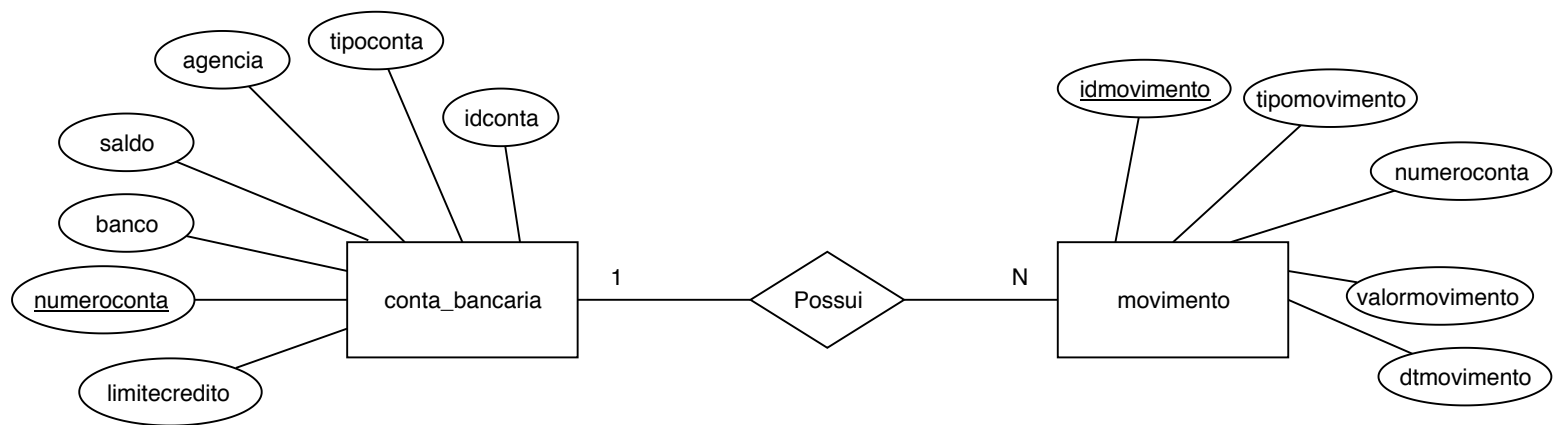 tipoconta
agencia
idconta
saldo
banco
numeroconta
limitecredito
conta_bancaria
1
Possui
N
movimento
idmovimento
tipomovimento
numeroconta
valormovimento
dtmovimento